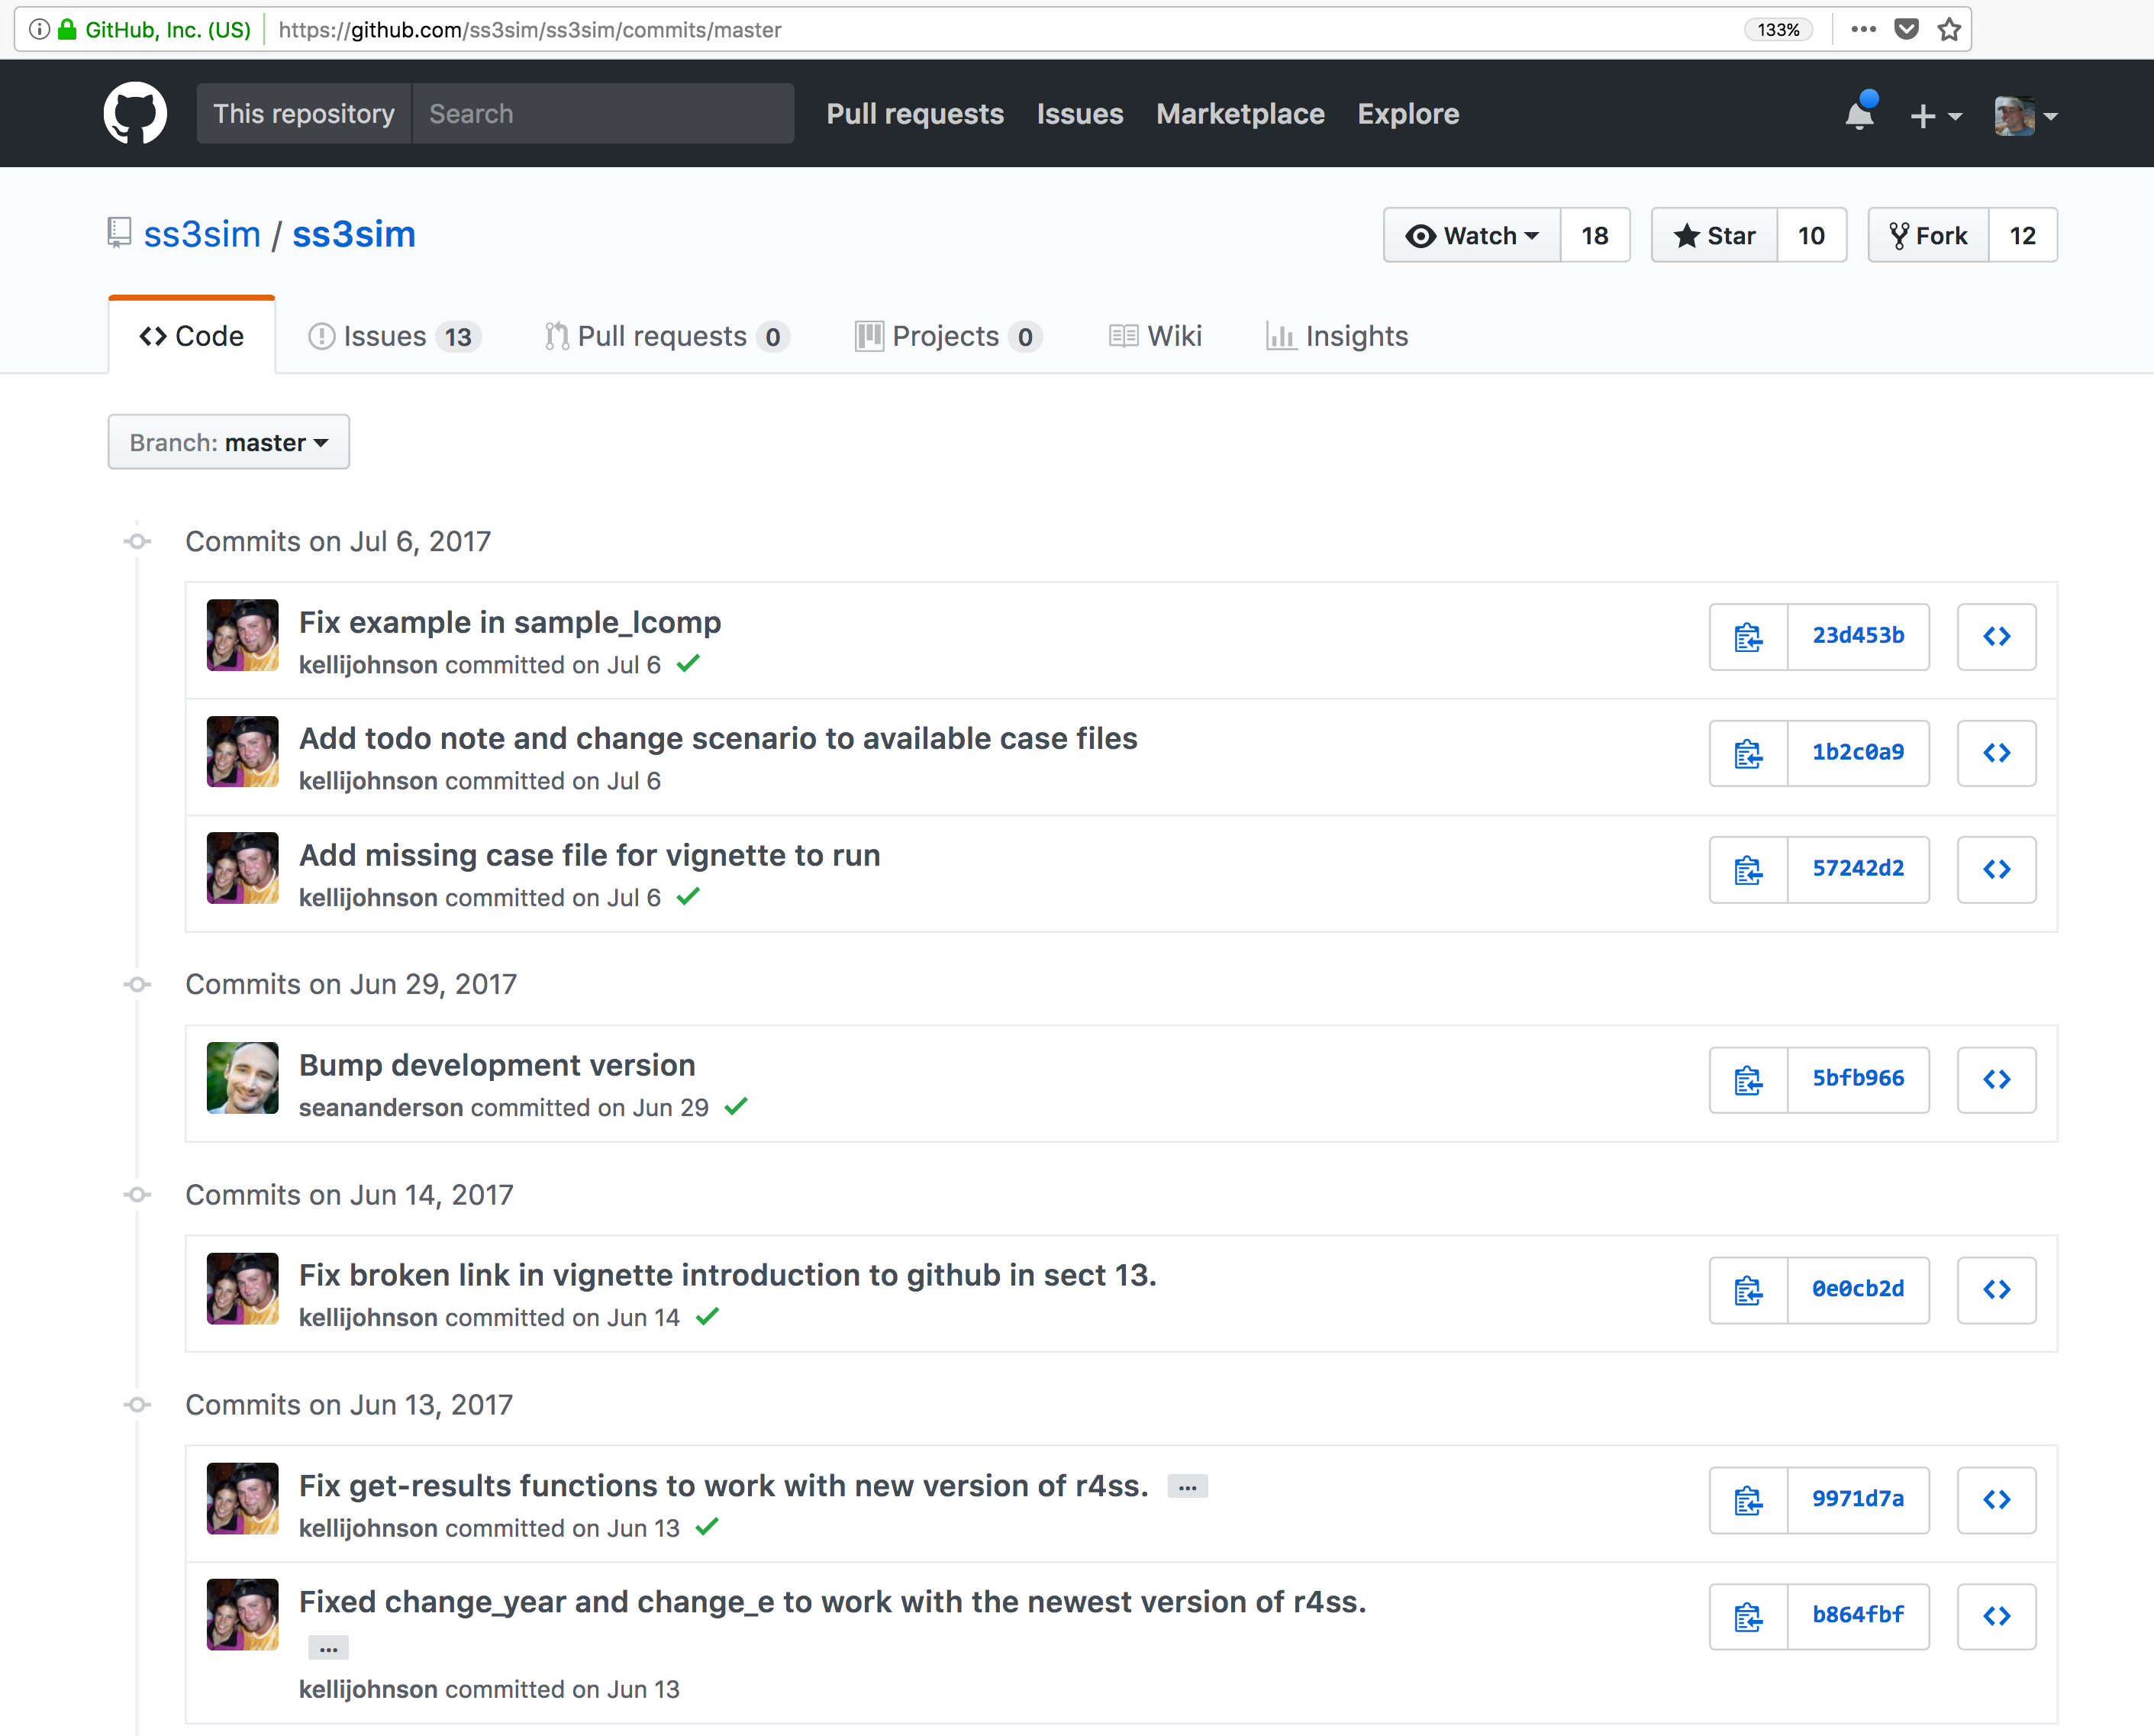 GitHub, Inc. (US) https://github.com/ss3sim/ss3sim/commits/master 133%
This repository Search Pull requests Issues Marketplace Explore
ss3sim / ss3sim Watch 18 Star 10 Fork 12
Code Issues 13 Pull requests 0 Projects 0 Wiki Insights
Branch: master
Commits on Jul 6, 2017
Fix example in sample_lcomp
kellijohnson committed on Jul 6
23d453b
Add todo note and change scenario to available case files
kellijohnson committed on Jul 6
1b2c0a9
Add missing case file for vignette to run
kellijohnson committed on Jul 6
57242d2
Commits on Jun 29, 2017
Bump development version
seananderson committed on Jun 29
5bfb966
Commits on Jun 14, 2017
Fix broken link in vignette introduction to github in sect 13.
kellijohnson committed on Jun 14
0e0cb2d
Commits on Jun 13, 2017
Fix get-results functions to work with new version of r4ss. …
kellijohnson committed on Jun 13
9971d7a
Fixed change_year and change_e to work with the newest version of r4ss.
…
kellijohnson committed on Jun 13
b864fbf